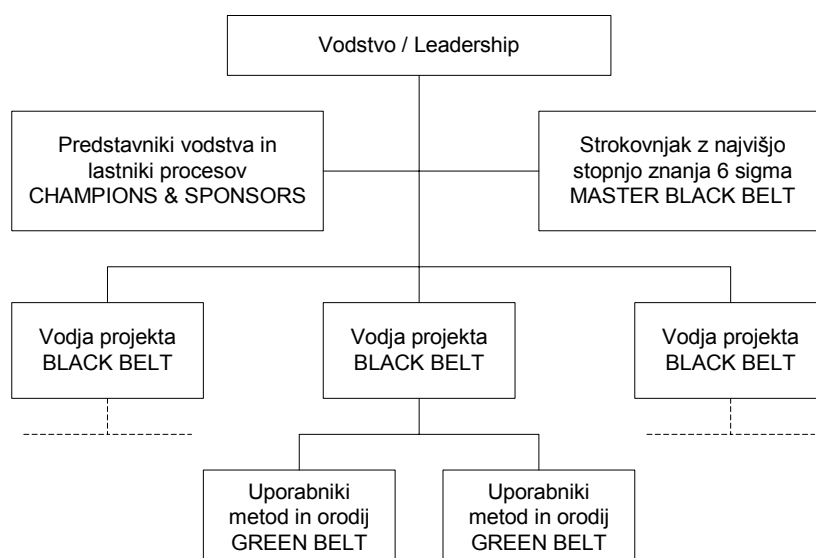 Vodstvo / Leadership
Predstavniki vodstva in
lastniki procesov
CHAMPIONS & SPONSORS
Strokovnjak z najvišjo
stopnjo znanja 6 sigma
MASTER BLACK BELT
Vodja projekta
BLACK BELT
Vodja projekta
BLACK BELT
Vodja projekta
BLACK BELT
Uporabniki
metod in orodij
GREEN BELT
Uporabniki
metod in orodij
GREEN BELT